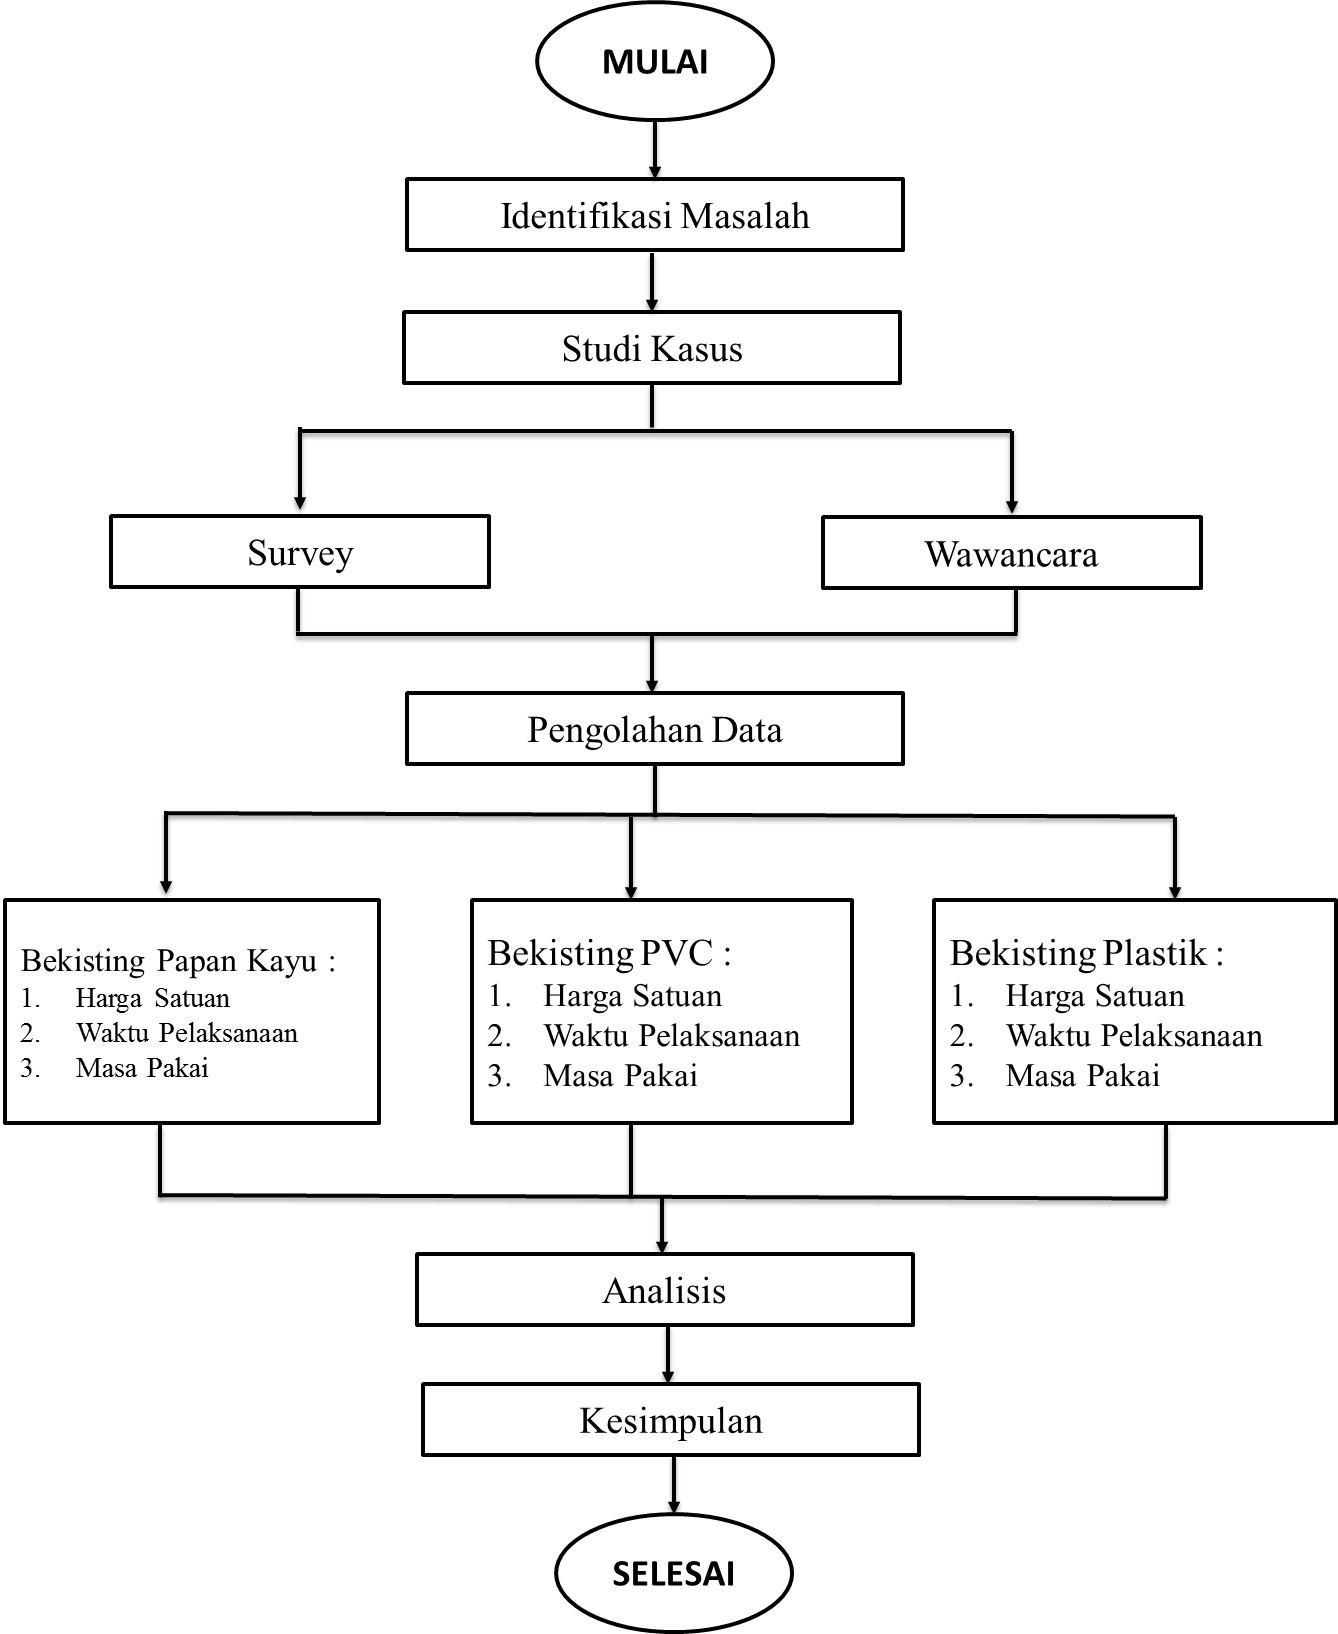 MULAI
Identifikasi Masalah
Studi Kasus
Survey
Wawancara
Pengolahan Data
Bekisting Papan Kayu :
1. Harga Satuan
2. Waktu Pelaksanaan
3. Masa Pakai
Bekisting PVC :
1. Harga Satuan
2. Waktu Pelaksanaan
3. Masa Pakai
Bekisting Plastik :
1. Harga Satuan
2. Waktu Pelaksanaan
3. Masa Pakai
Analisis
Kesimpulan
SELESAI